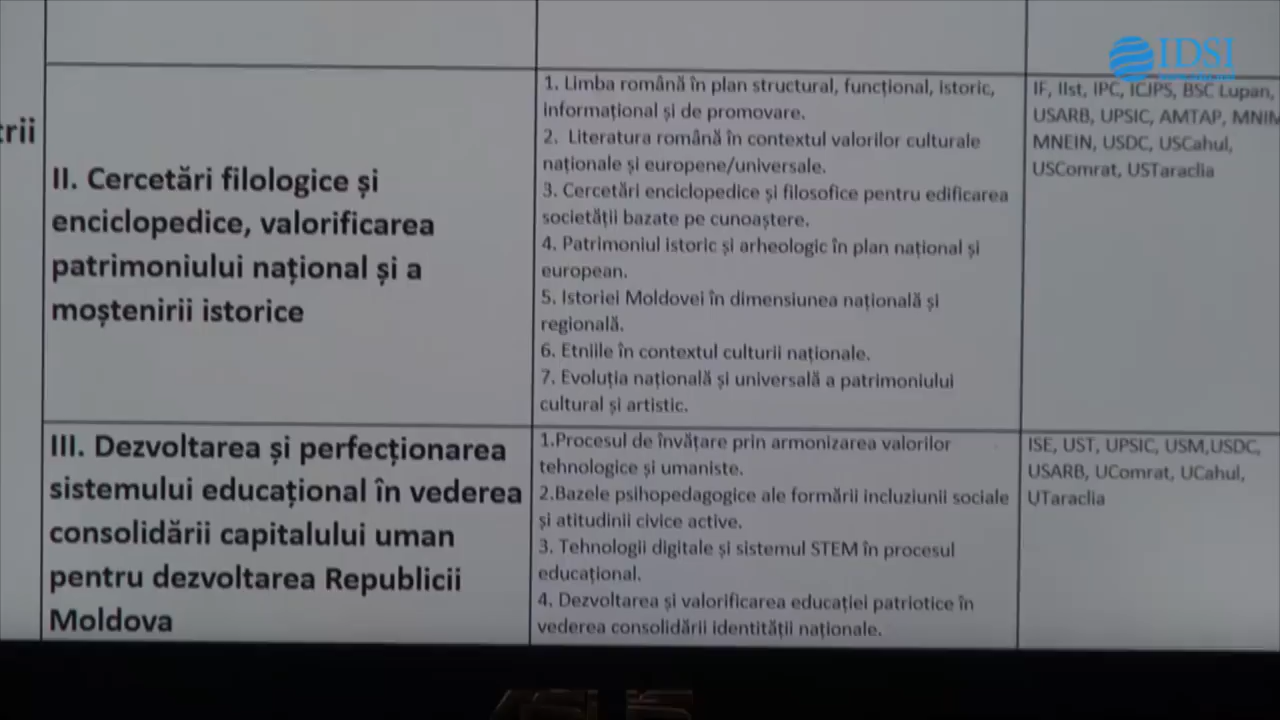 IDSI
trii
II. Cercetări filologice și
enciclopedice, valorificarea
patrimoniului național și a
moștenirii istorice
1. Limba română în plan structural, funcțional, istoric,
informațional și de promovare.
2. Literatura română în contextul valorilor culturale
naționale și europene/universale.
3. Cercetări enciclopedice și filosofice pentru edificarea
societății bazate pe cunoaștere.
4. Patrimoniul istoric și arheologic în plan național și
european.
5. Istoriei Moldovei în dimensiunea națională și
regională.
6. Etniile în contextul culturii naționale.
7. Evoluția națională și universală a patrimoniului
cultural și artistic.
IF, IIst, IPC, ICJPS, BSC Lupan,
USARB, UPSIC, AMTAP, MNIM
MNEIN, USDC, USCahul,
USComrat, USTaraclia
III. Dezvoltarea și perfecționarea
sistemului educațional în vederea
consolidării capitalului uman
pentru dezvoltarea Republicii
Moldova
1.Procesul de învățare prin armonizarea valorilor
tehnologice și umaniste.
2.Bazele psihopedagogice ale formării incluziunii sociale
și atitudinii civice active.
3. Tehnologii digitale și sistemul STEM în procesul
educațional.
4. Dezvoltarea și valorificarea educației patriotice în
vederea consolidării identității naționale.
ISE, UST, UPSIC, USM,USDC,
USARB, UComrat, UCahul,
UTaraclia